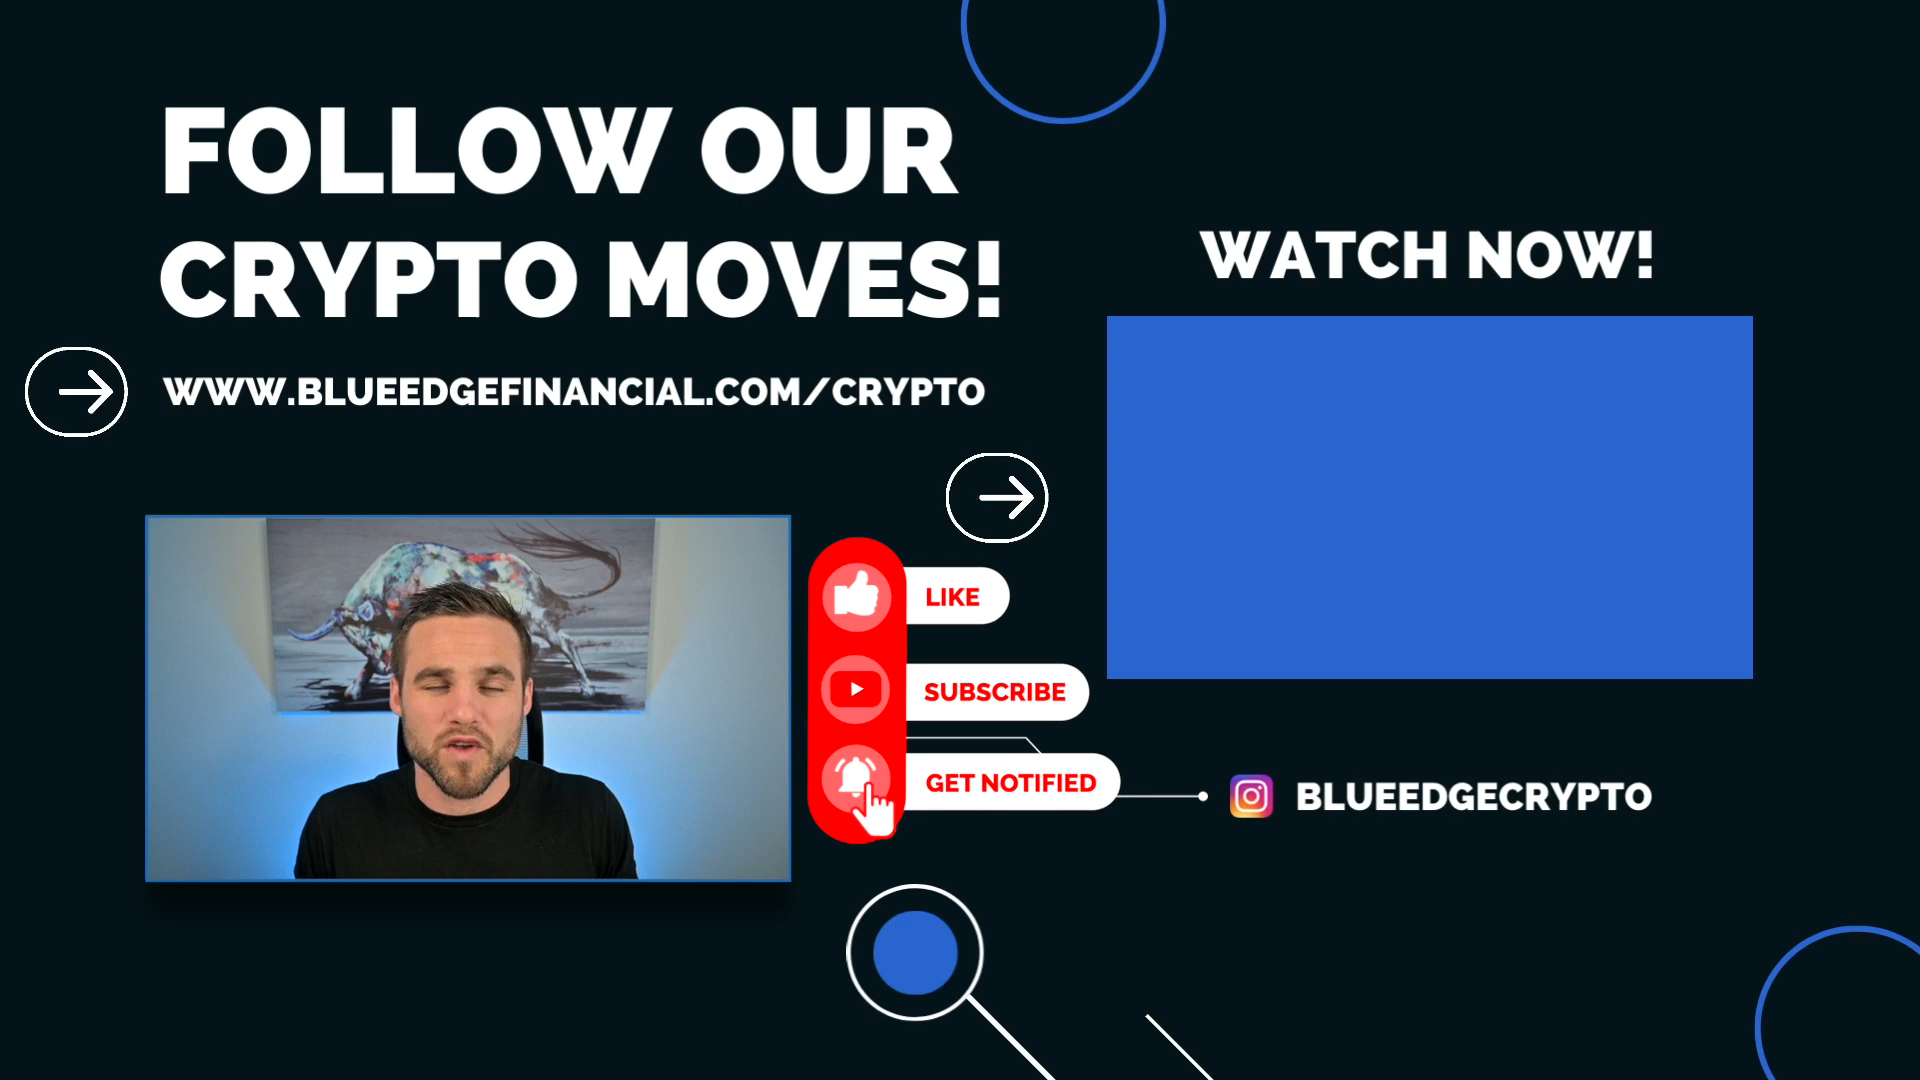 FOLLOW OUR
CRYPTO MOVES!
WWW.BLUEEDGEFINANCIAL.COM/CRYPTO
WATCH NOW!
LIKE
SUBSCRIBE
GET NOTIFIED
BLUEEDGECRYPTO